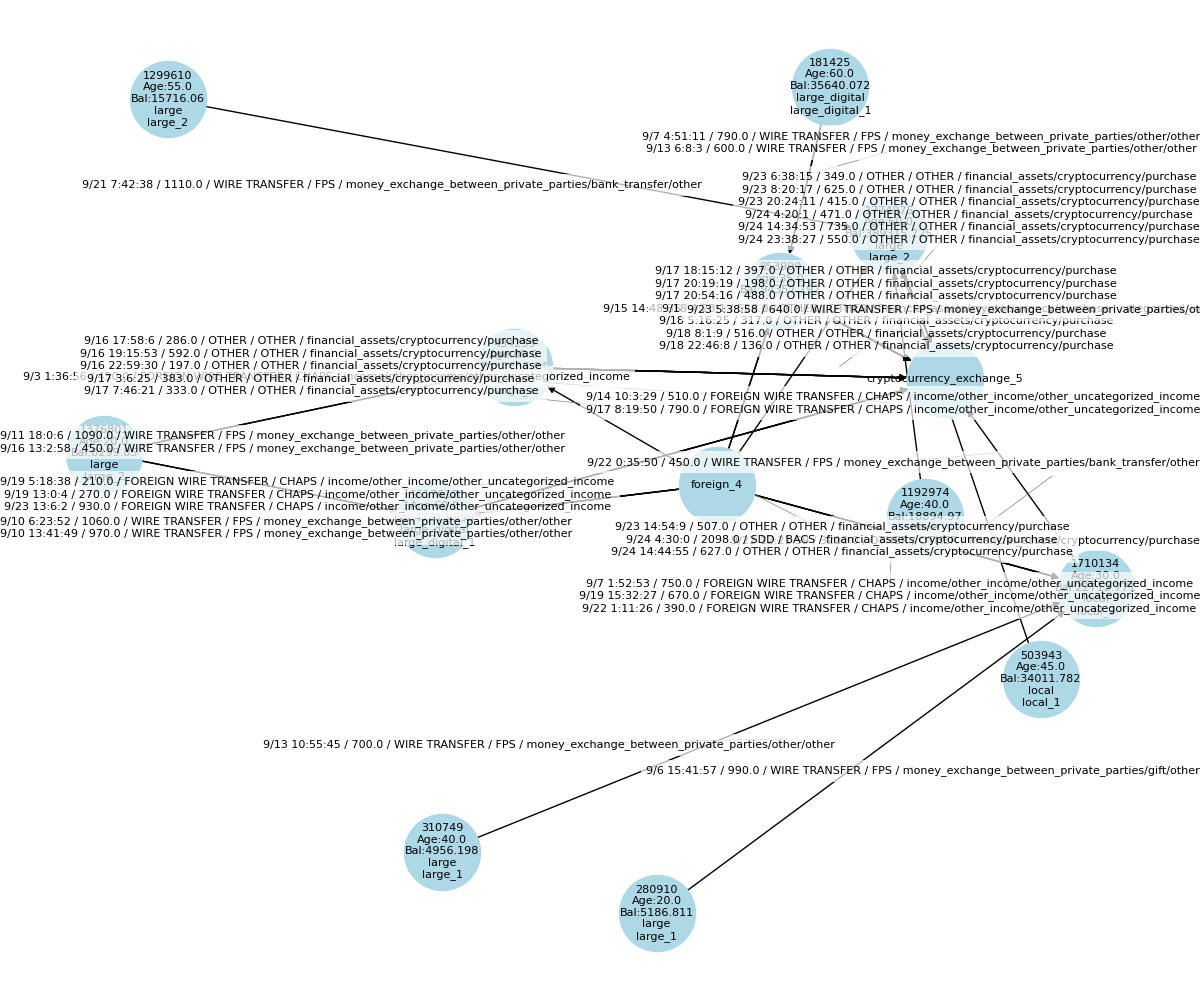 1299610
Age:55.0
Bal:15716.06
large
large_2
181425
Age:60.0
Bal:35640.072
large_digital
large_digital_1
9/7 4:51:11 / 790.0 / WIRE TRANSFER / FPS / money_exchange_between_private_parties/other/other
9/13 6:8:3 / 600.0 / WIRE TRANSFER / FPS / money_exchange_between_private_parties/other/other
9/21 7:42:38 / 1110.0 / WIRE TRANSFER / FPS / money_exchange_between_private_parties/bank_transfer/other
9/23 6:38:15 / 349.0 / OTHER / OTHER / financial_assets/cryptocurrency/purchase
9/23 8:20:17 / 625.0 / OTHER / OTHER / financial_assets/cryptocurrency/purchase
9/23 20:24:11 / 415.0 / OTHER / OTHER / financial_assets/cryptocurrency/purchase
9/24 4:20:1 / 471.0 / OTHER / OTHER / financial_assets/cryptocurrency/purchase
9/24 14:34:53 / 735.0 / OTHER / OTHER / financial_assets/cryptocurrency/purchase
9/24 23:38:27 / 550.0 / OTHER / OTHER / financial_assets/cryptocurrency/purchase
large
large_2
9/17 18:15:12 / 397.0 / OTHER / OTHER / financial_assets/cryptocurrency/purchase
9/17 20:19:19 / 198.0 / OTHER / OTHER / financial_assets/cryptocurrency/purchase
9/17 20:54:16 / 488.0 / OTHER / OTHER / financial_assets/cryptocurrency/purchase
9/23 5:38:58 / 640.0 / WIRE TRANSFER / FPS / money_exchange_between_private_parties/ot
9/16 5:16:25 / 317.0 / OTHER / OTHER / financial_assets/cryptocurrency/purchase
9/18 8:1:9 / 516.0 / OTHER / OTHER / financial_assets/cryptocurrency/purchase
9/18 22:46:8 / 136.0 / OTHER / OTHER / financial_assets/cryptocurrency/purchase
9/16 17:58:6 / 286.0 / OTHER / OTHER / financial_assets/cryptocurrency/purchase
9/16 19:15:53 / 592.0 / OTHER / OTHER / financial_assets/cryptocurrency/purchase
9/16 22:59:30 / 197.0 / OTHER / OTHER / financial_assets/cryptocurrency/purchase
9/17 3:6:25 / 383.0 / OTHER / OTHER / financial_assets/cryptocurrency/purchase
9/17 7:46:21 / 333.0 / OTHER / OTHER / financial_assets/cryptocurrency/purchase
cryptocurrency_exchange_5
9/14 10:3:29 / 510.0 / FOREIGN WIRE TRANSFER / CHAPS / income/other_income/other_uncategorized_income
9/17 8:19:50 / 790.0 / FOREIGN WIRE TRANSFER / CHAPS / income/other_income/other_uncategorized_income
9/11 18:0:6 / 1090.0 / WIRE TRANSFER / FPS / money_exchange_between_private_parties/other/other
9/16 13:2:58 / 450.0 / WIRE TRANSFER / FPS / money_exchange_between_private_parties/other/other
large
large_2
9/22 0:35:50 / 450.0 / WIRE TRANSFER / FPS / money_exchange_between_private_parties/bank_transfer/other
9/19 5:18:38 / 210.0 / FOREIGN WIRE TRANSFER / CHAPS / income/other_income/other_uncategorized_income
9/19 13:0:4 / 270.0 / FOREIGN WIRE TRANSFER / CHAPS / income/other_income/other_uncategorized_income
9/23 13:6:2 / 930.0 / FOREIGN WIRE TRANSFER / CHAPS / income/other_income/other_uncategorized_income
foreign_4
9/10 6:23:52 / 1060.0 / WIRE TRANSFER / FPS / money_exchange_between_private_parties/other/other
9/10 13:41:49 / 970.0 / WIRE TRANSFER / FPS / money_exchange_between_private_parties/other/other
large_digital_1
1192974
Age:40.0
Bal:18894.97
9/23 14:54:9 / 507.0 / OTHER / OTHER / financial_assets/cryptocurrency/purchase
9/24 4:30:0 / 2098.0 / SDD / BACS / financial_assets/cryptocurrency/purchase
9/24 14:44:55 / 627.0 / OTHER / OTHER / financial_assets/cryptocurrency/purchase
1710134
Age:30.0
9/7 1:52:53 / 750.0 / FOREIGN WIRE TRANSFER / CHAPS / income/other_income/other_uncategorized_income
9/19 15:32:27 / 670.0 / FOREIGN WIRE TRANSFER / CHAPS / income/other_income/other_uncategorized_income
9/22 1:11:26 / 390.0 / FOREIGN WIRE TRANSFER / CHAPS / income/other_income/other_uncategorized_income
503943
Age:45.0
Bal:34011.782
local
local_1
9/13 10:55:45 / 700.0 / WIRE TRANSFER / FPS / money_exchange_between_private_parties/other/other
9/6 15:41:57 / 990.0 / WIRE TRANSFER / FPS / money_exchange_between_private_parties/gift/other
310749
Age:40.0
Bal:4956.198
large
large_1
280910
Age:20.0
Bal:5186.811
large
large_1